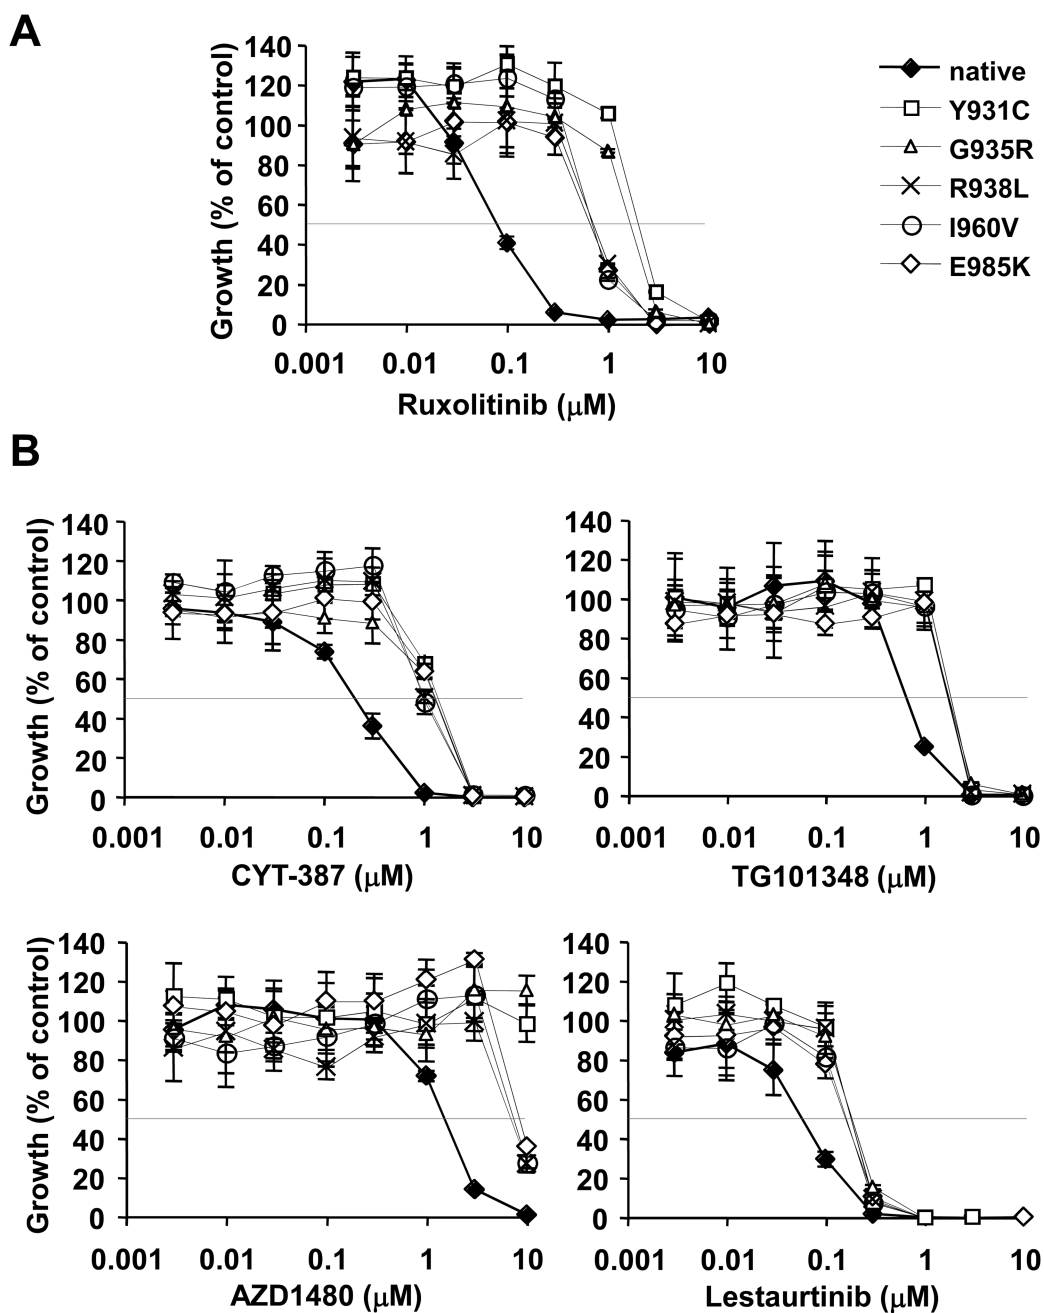 A
Growth (% of control)
140
120
100
80
60
40
20
0
0.001 0.01 0.1 1 10
Ruxolitinib (μM)
native
Y931C
G935R
R938L
I960V
E985K
B
Growth (% of control)
140
120
100
80
60
40
20
0
0.001 0.01 0.1 1 10
CYT-387 (μM)
140
120
100
80
60
40
20
0
0.001 0.01 0.1 1 10
TG101348 (μM)
Growth (% of control)
140
120
100
80
60
40
20
0
0.001 0.01 0.1 1 10
AZD1480 (μM)
140
120
100
80
60
40
20
0
0.001 0.01 0.1 1 10
Lestaurtinib (μM)